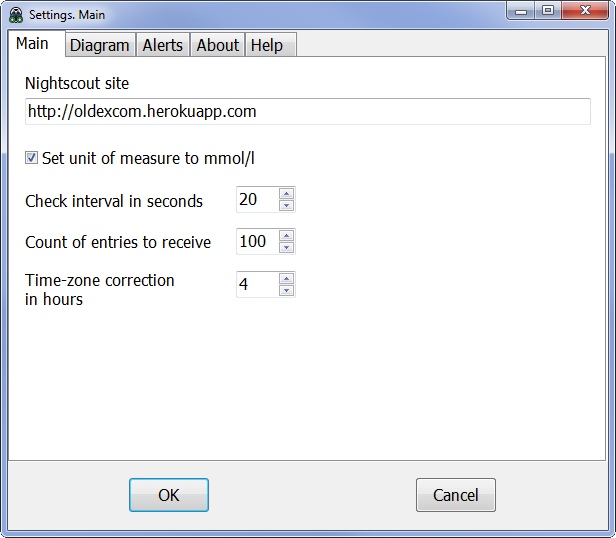 Settings. Main
Main Diagram Alerts About Help
Nightscout site
http://oldexcom.herokuapp.com
Set unit of measure to mmol/l
Check interval in seconds 20
Count of entries to receive 100
Time-zone correction
in hours 4
OK Cancel